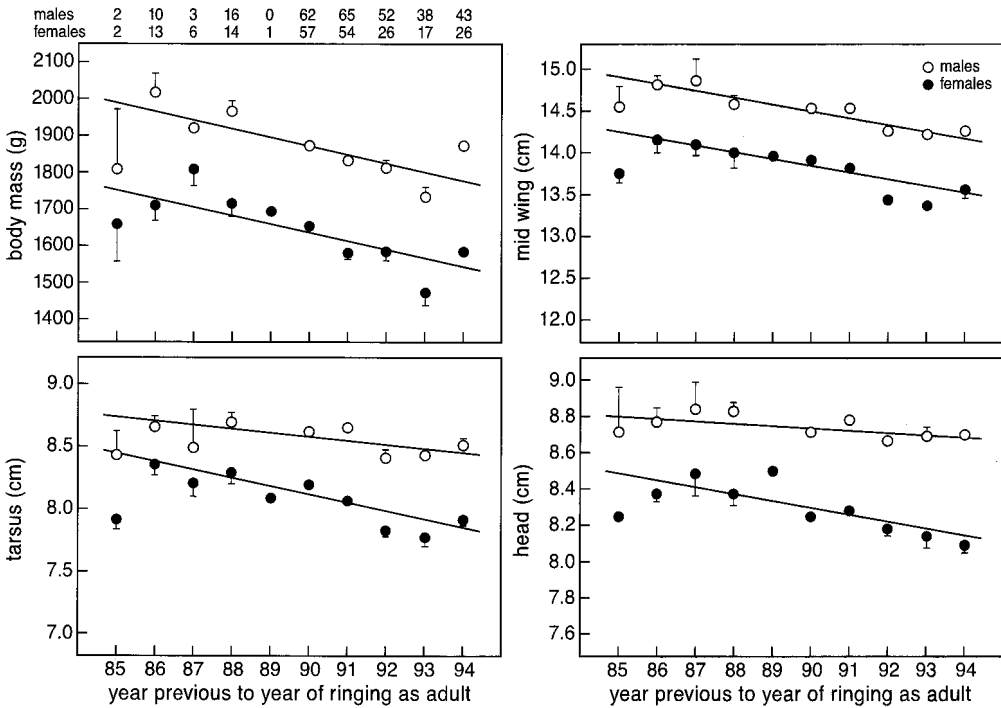 males 2 10 3 16 0 62 65 52 38 43
females 2 13 6 14 1 57 54 26 17 26
2100
2000
1900
1800
1700
1600
1500
1400
body mass (g)
15.0
14.5
14.0
13.5
13.0
12.5
12.0
mid wing (cm)
males
females
9.0
8.5
8.0
7.5
7.0
tarsus (cm)
85 86 87 88 89 90 91 92 93 94
year previous to year of ringing as adult
9.0
8.8
8.6
8.4
8.2
8.0
7.8
7.6
head (cm)
85 86 87 88 89 90 91 92 93 94
year previous to year of ringing as adult